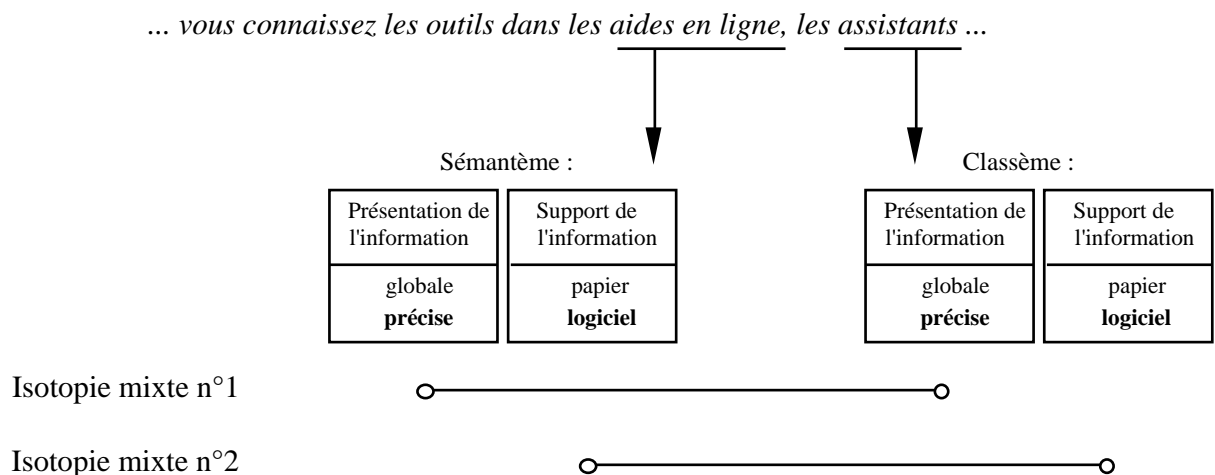 ... vous connaissez les outils dans les aides en ligne, les assistants ...
Sémantème :
Classème :
Présentation de
l'information
Support de
l'information
Présentation de
l'information
Support de
l'information
globale
précise
papier
logiciel
globale
précise
papier
logiciel
Isotopie mixte n°1
Isotopie mixte n°2